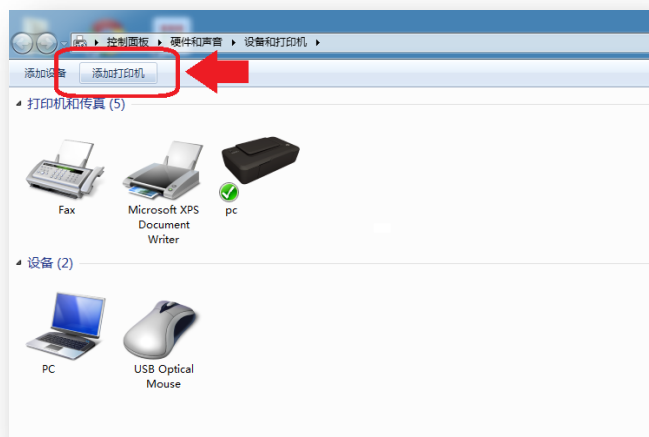 控制面板 ▸ 硬件和声音 ▸ 设备和打印机 ▸
添加设备 添加打印机
打印机和传真 (5)
Fax
Microsoft XPS
Document
Writer
pc
设备 (2)
PC
USB Optical
Mouse